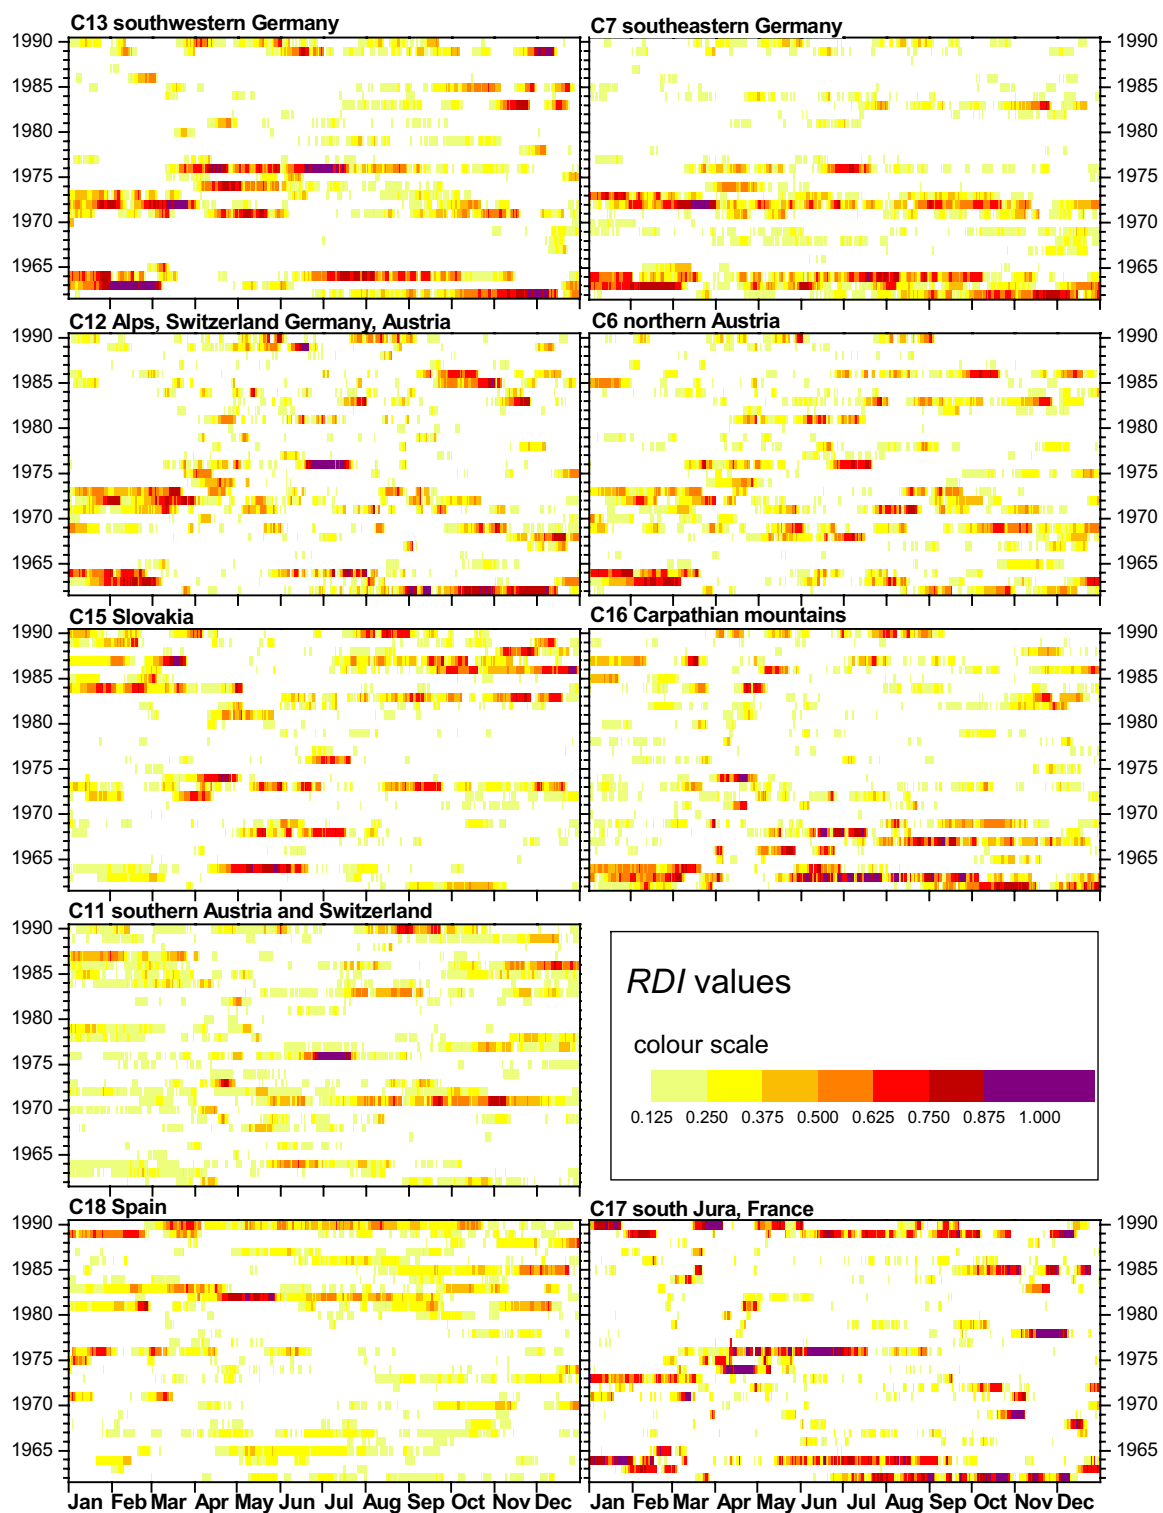 C13 southwestern Germany
C7 southeastern Germany
1990 1990
1985 1985
1980 1980
1975 1975
1970 1970
1965 1965
C12 Alps, Switzerland Germany, Austria
C6 northern Austria
1990 1990
1985 1985
1980 1980
1975 1975
1970 1970
1965 1965
C15 Slovakia
C16 Carpathian mountains
1990 1990
1985 1985
1980 1980
1975 1975
1970 1970
1965 1965
C11 southern Austria and Switzerland
1990
1985
1980
1975
1970
1965
RDI values
colour scale
0.125 0.250 0.375 0.500 0.625 0.750 0.875 1.000
C18 Spain
C17 south Jura, France
1990 1990
1985 1985
1980 1980
1975 1975
1970 1970
1965 1965
Jan Feb Mar Apr May Jun Jul Aug Sep Oct Nov Dec
Jan Feb Mar Apr May Jun Jul Aug Sep Oct Nov Dec